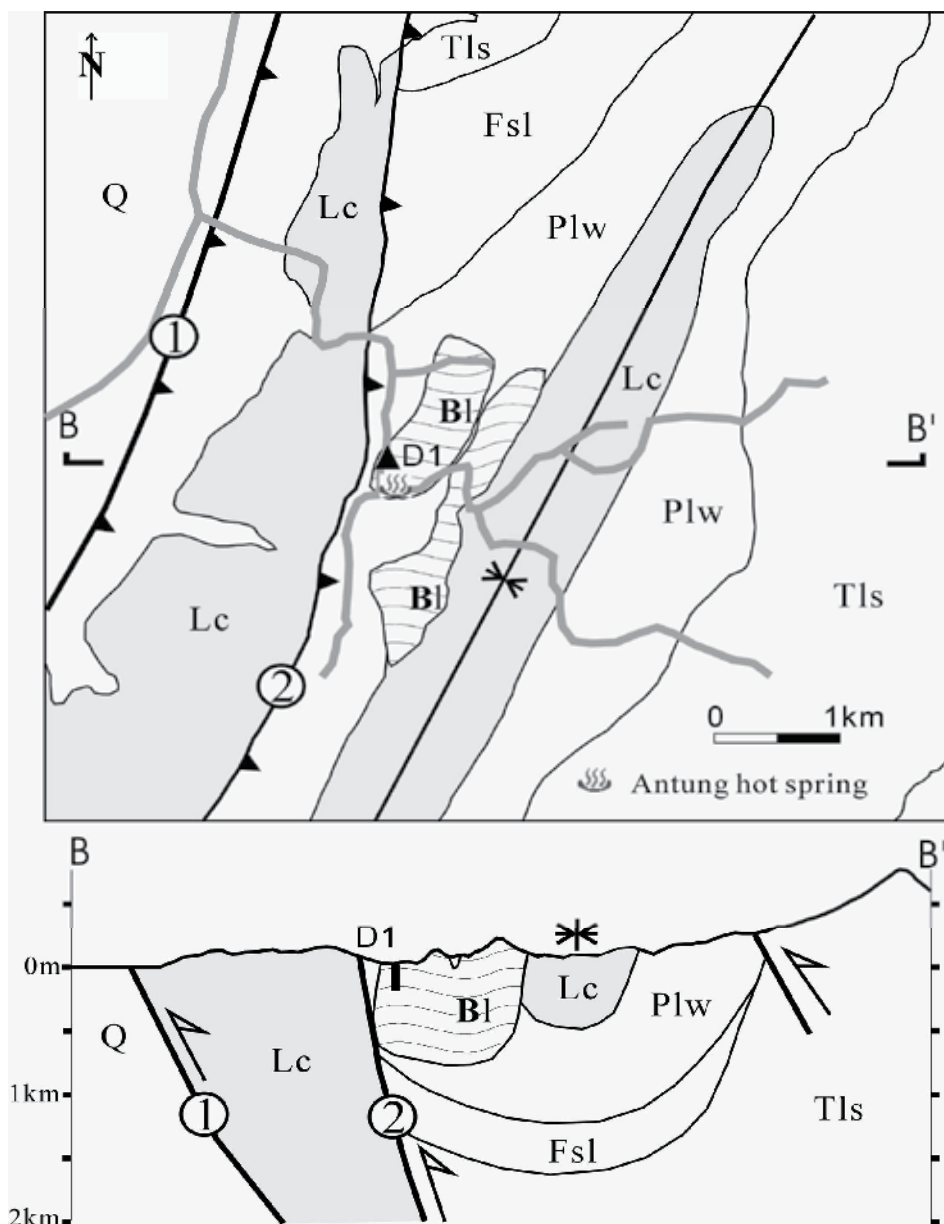 N
Tls
Fsl
Q
Lc
Plw
1
Lc
B
Bl
D1
B'
Plw
Bl
Tls
Lc
2
0 1km
Antung hot spring
B B'
D1
0m
Bl
Lc
Plw
Q
Lc
1km
1
2
Tls
Fsl
2km